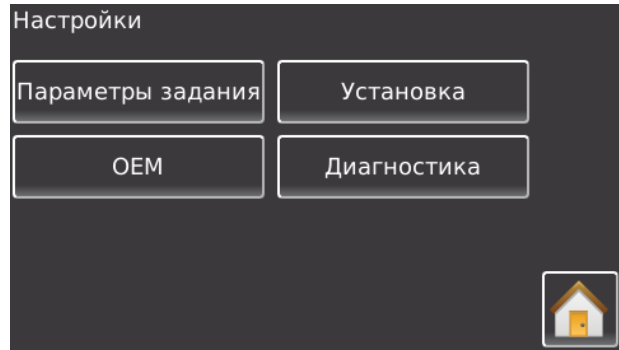 Настройки
Параметры задания
Установка
OEM
Диагностика